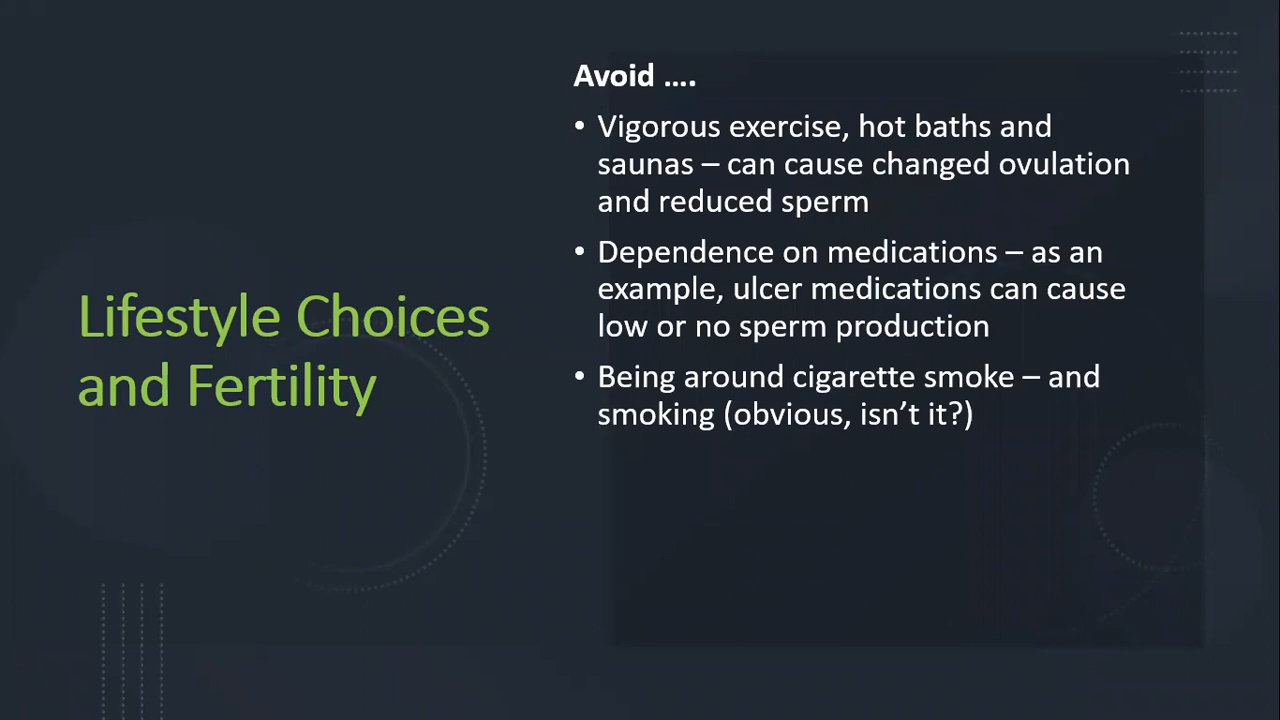 Lifestyle Choices
and Fertility
Avoid ....
• Vigorous exercise, hot baths and
saunas – can cause changed ovulation
and reduced sperm
• Dependence on medications – as an
example, ulcer medications can cause
low or no sperm production
• Being around cigarette smoke – and
smoking (obvious, isn’t it?)